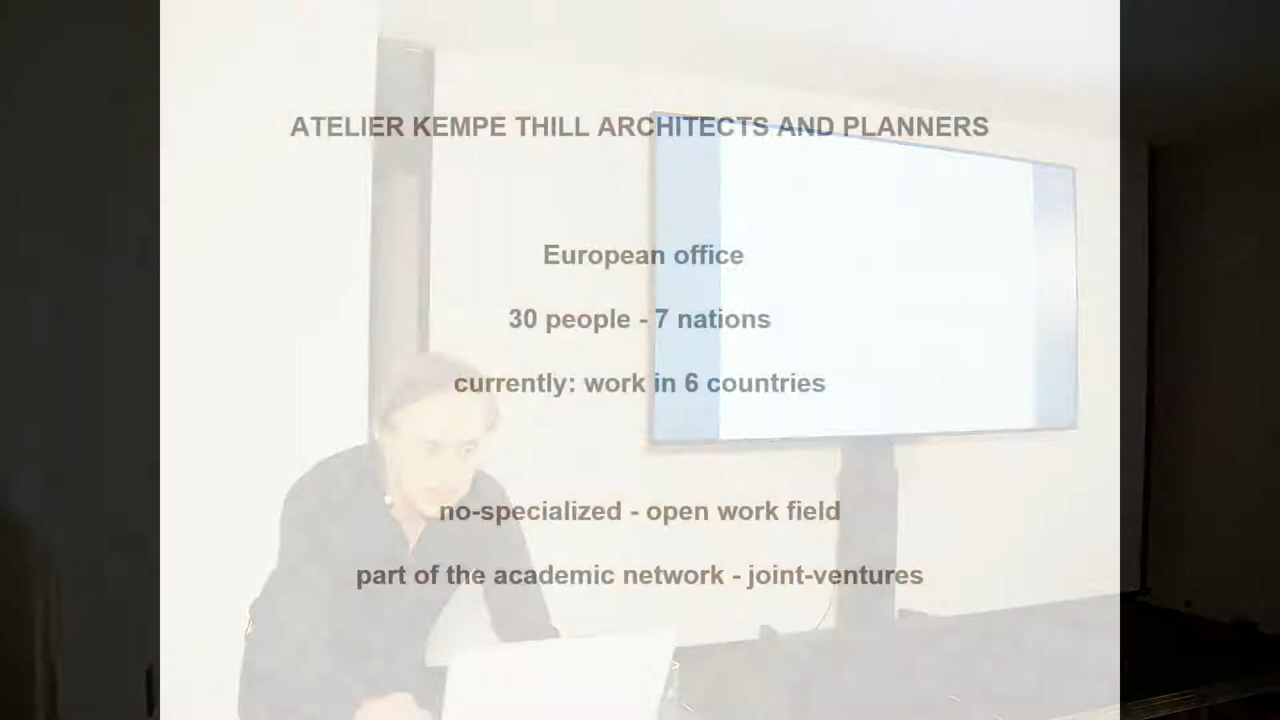 ATELIER KEMPE THILL ARCHITECTS AND PLANNERS
European office
30 people - 7 nations
currently: work in 6 countries
no-specialized - open work field
part of the academic network - joint-ventures